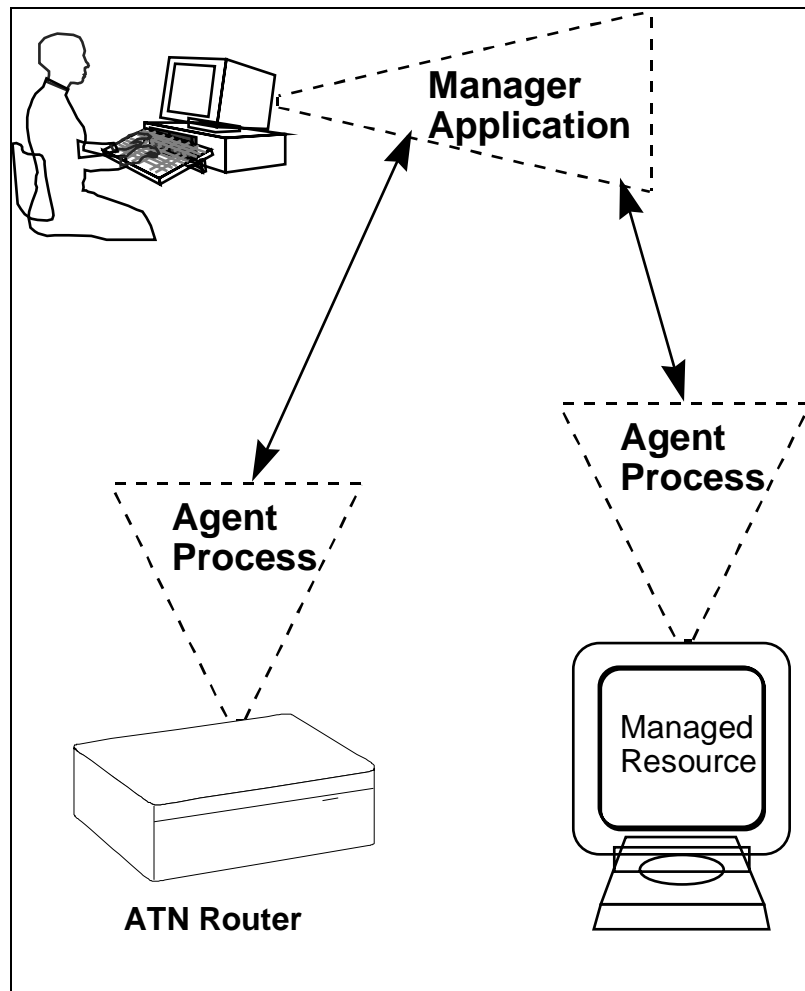 Manager
Application
Agent
Process
Agent
Process
Managed
Resource
ATN Router